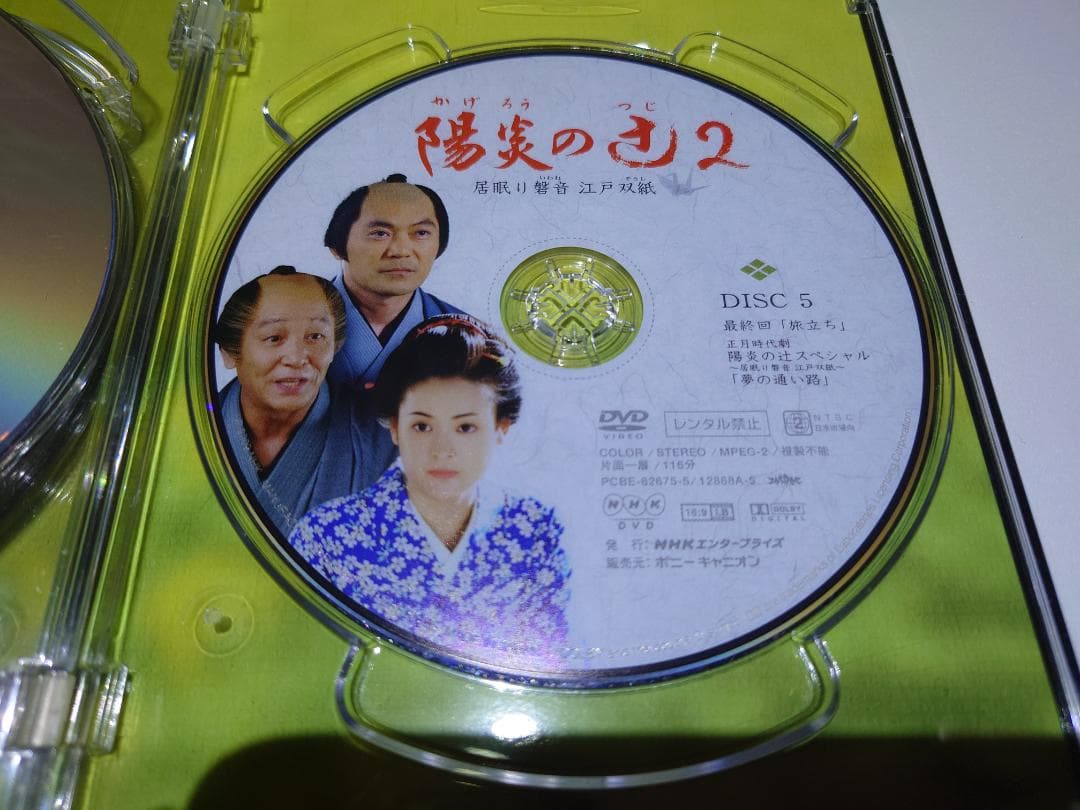 かげろう つじ
陽炎の辻2
いわね ぞうし
居眠り磐音 江戸双紙
DISC 5
最終回「旅立ち」
正月時代劇
陽炎の辻スペシャル
～居眠り磐音 江戸双紙～
「夢の通い路」
DVD VIDEO
レンタル禁止
2 NTSC 日本市場向
COLOR / STEREO / MPEG-2 / 複製不能
片面一層 / 116分
PCBE-62675-5 / 12868A-5
NHK DVD
16:9 LB
DOLBY DIGITAL
発 行：NHKエンタープライズ
販売元：ポニーキャニオン
Laboratories Licensing Corporation.